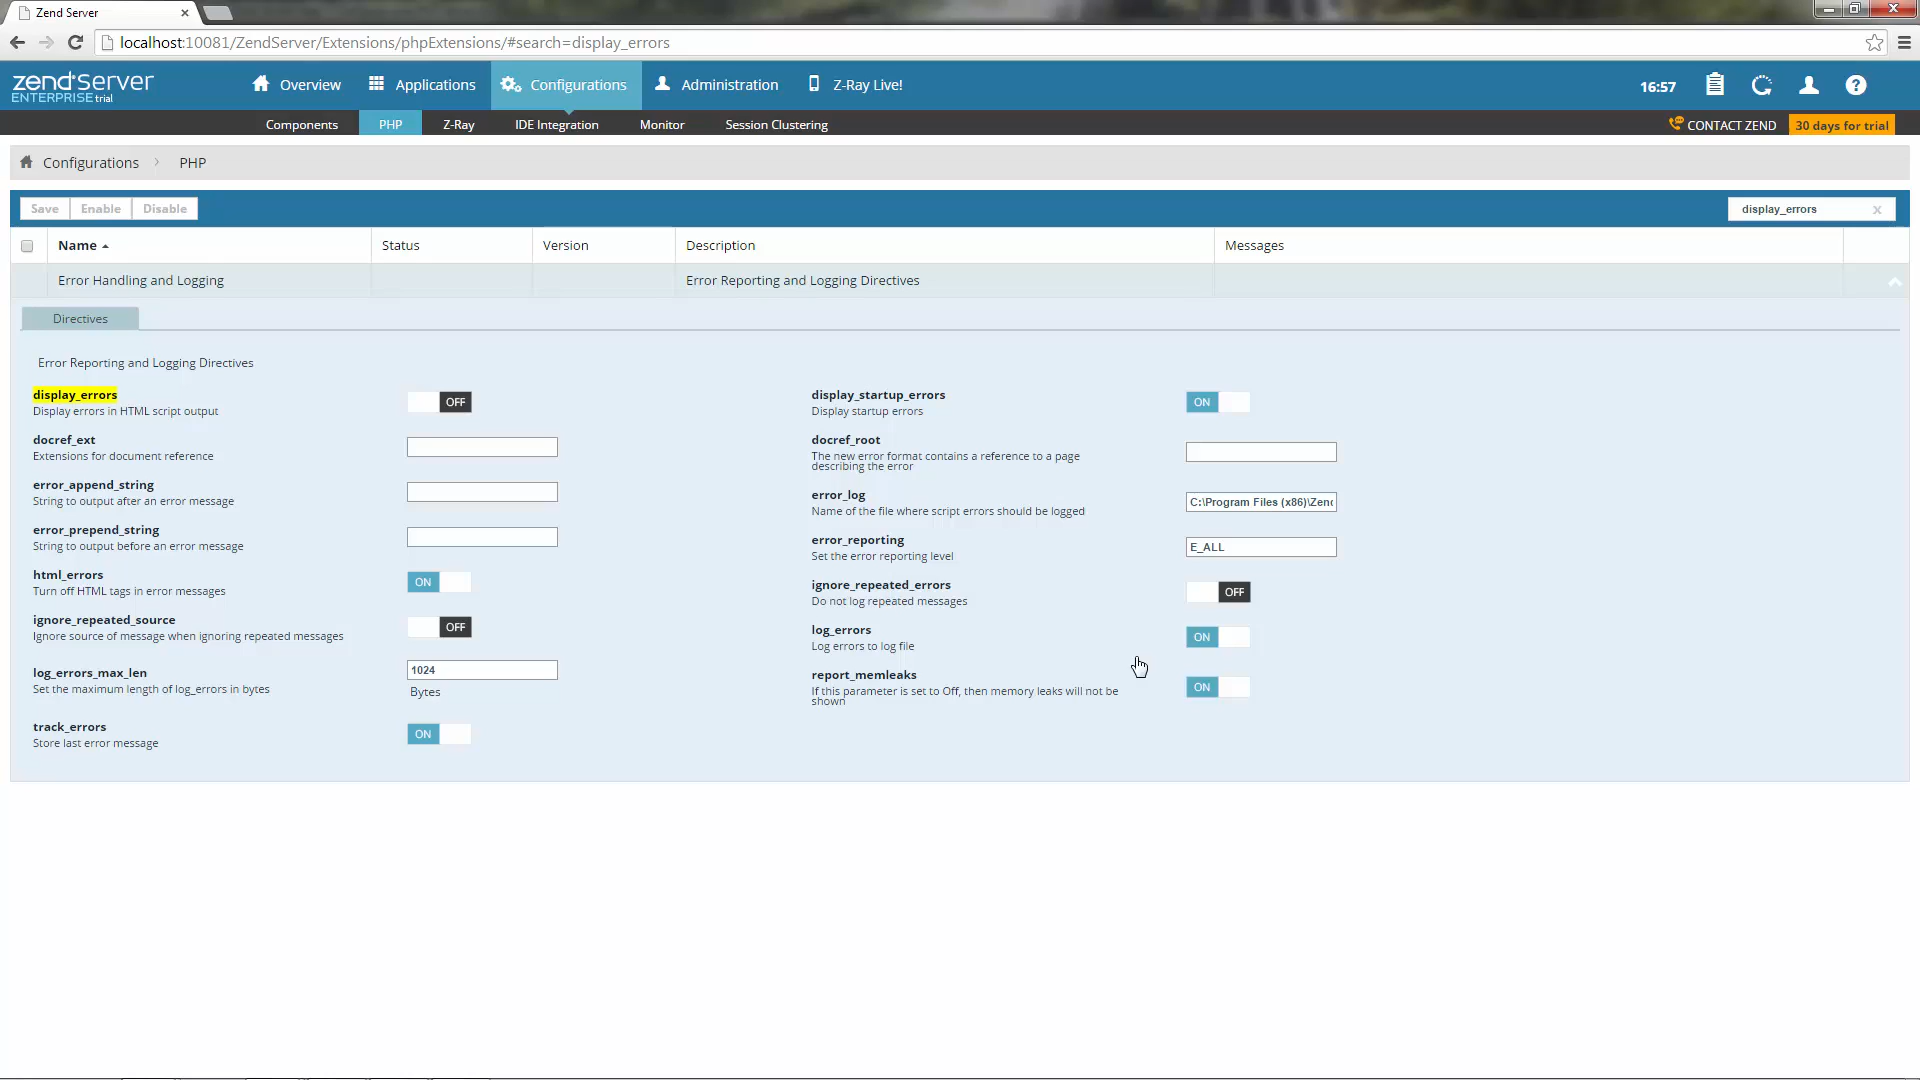 Zend Server
localhost:10081/ZendServer/Extensions/phpExtensions/#search=display_errors
zend Server
ENTERPRISE trial
Overview
Applications
Configurations
Administration
Z-Ray Live!
16:57
Components
PHP
Z-Ray
IDE Integration
Monitor
Session Clustering
CONTACT ZEND
30 days for trial
Configurations
PHP
Save
Enable
Disable
display_errors
Name
Status
Version
Description
Messages
Error Handling and Logging
Error Reporting and Logging Directives
Directives
Error Reporting and Logging Directives
display_errors
Display errors in HTML script output
OFF
display_startup_errors
Display startup errors
ON
docref_ext
Extensions for document reference
docref_root
The new error format contains a reference to a page
describing the error
error_append_string
String to output after an error message
error_log
Name of the file where script errors should be logged
C:\Program Files (x86)\Zen
error_prepend_string
String to output before an error message
error_reporting
Set the error reporting level
E_ALL
html_errors
Turn off HTML tags in error messages
ON
ignore_repeated_errors
Do not log repeated messages
OFF
ignore_repeated_source
Ignore source of message when ignoring repeated messages
OFF
log_errors
Log errors to log file
ON
log_errors_max_len
Set the maximum length of log_errors in bytes
1024
Bytes
report_memleaks
If this parameter is set to Off, then memory leaks will not be
shown
ON
track_errors
Store last error message
ON